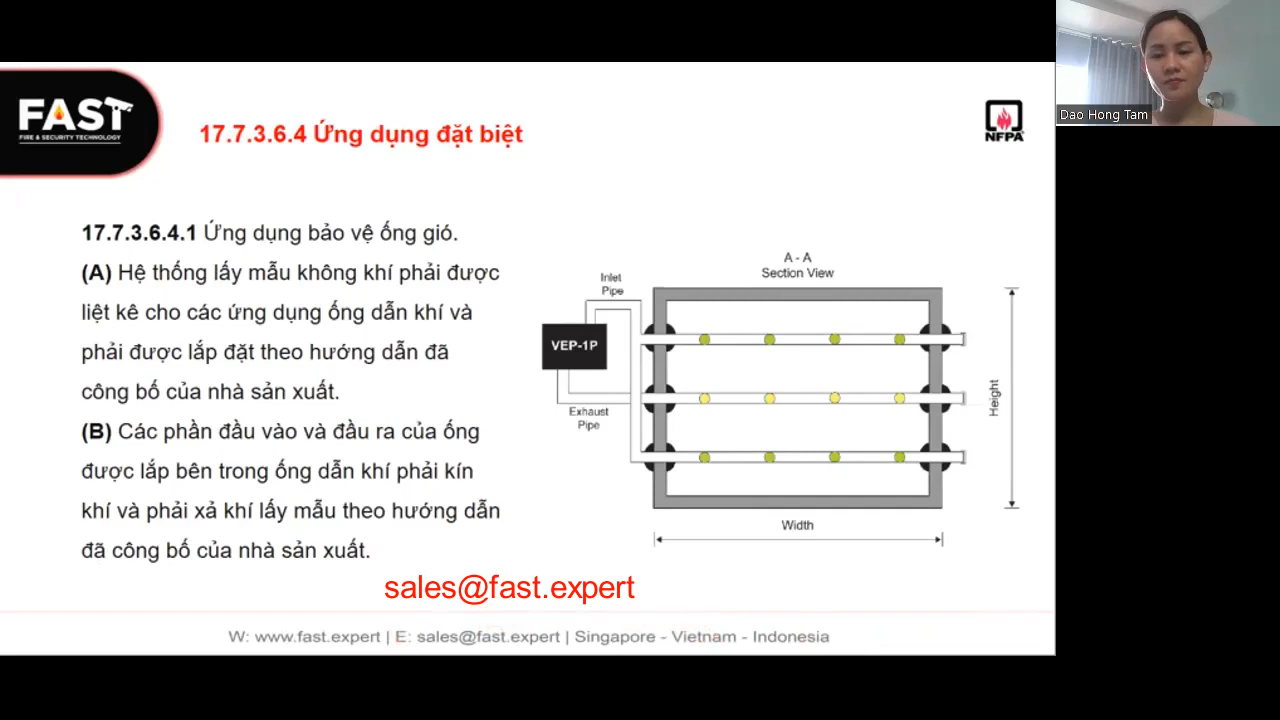 FAST
FIRE & SECURITY TECHNOLOGY
17.7.3.6.4 Ứng dụng đặt biệt
NFPA
Dao Hong Tam
17.7.3.6.4.1 Ứng dụng bảo vệ ống gió.
(A) Hệ thống lấy mẫu không khí phải được
liệt kê cho các ứng dụng ống dẫn khí và
phải được lắp đặt theo hướng dẫn đã
công bố của nhà sản xuất.
(B) Các phần đầu vào và đầu ra của ống
được lắp bên trong ống dẫn khí phải kín
khí và phải xả khí lấy mẫu theo hướng dẫn
đã công bố của nhà sản xuất.
A - A
Section View
Inlet
Pipe
VEP-1P
Exhaust
Pipe
Height
Width
sales@fast.expert
W: www.fast.expert | E: sales@fast.expert | Singapore - Vietnam - Indonesia